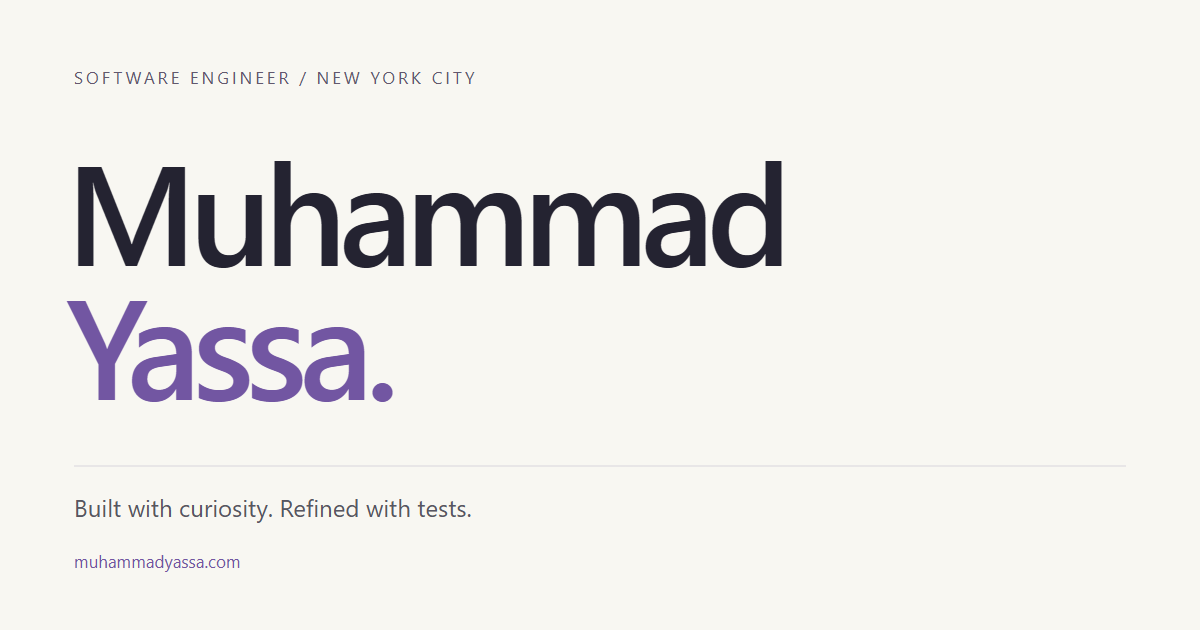 SOFTWARE ENGINEER / NEW YORK CITY
Muhammad
Yassa.
Built with curiosity. Refined with tests.
muhammadyassa.com